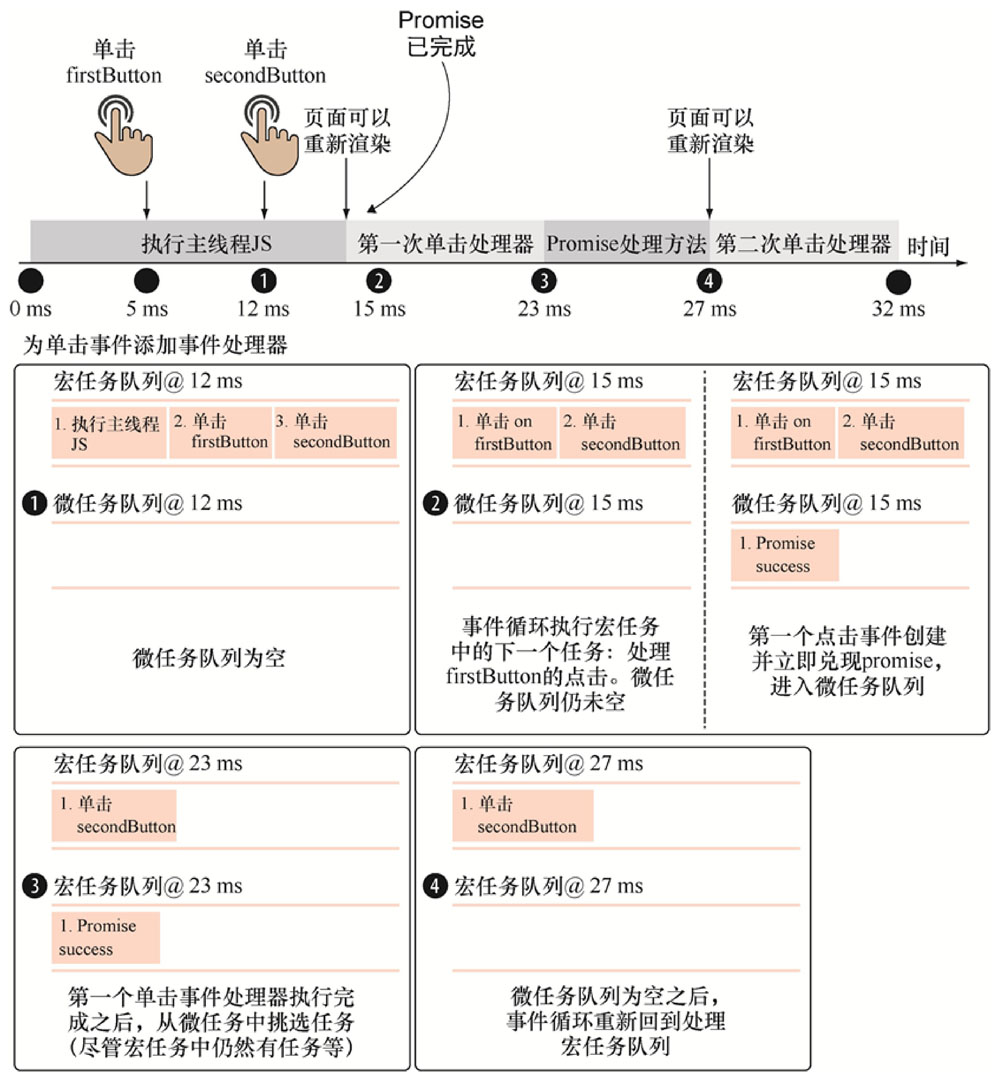 Promise
已完成
单击
firstButton
单击
secondButton
页面可以
重新渲染
页面可以
重新渲染
执行主线程JS
第一次单击处理器
Promise处理方法
第二次单击处理器
时间
1
2
3
4
0 ms
5 ms
12 ms
15 ms
23 ms
27 ms
32 ms
为单击事件添加事件处理器
宏任务队列@ 12 ms
1. 执行主线程
JS
2. 单击
firstButton
3. 单击
secondButton
1 微任务队列@ 12 ms
微任务队列为空
宏任务队列@ 15 ms
1. 单击 on
firstButton
2. 单击
secondButton
2 微任务队列@ 15 ms
事件循环执行宏任务
中的下一个任务：处理
firstButton的点击。微任
务队列仍未空
宏任务队列@ 15 ms
1. 单击 on
firstButton
2. 单击
secondButton
微任务队列@ 15 ms
1. Promise
success
第一个点击事件创建
并立即兑现promise，
进入微任务队列
宏任务队列@ 23 ms
1. 单击
secondButton
3 宏任务队列@ 23 ms
1. Promise
success
第一个单击事件处理器执行完
成之后，从微任务中挑选任务
（尽管宏任务中仍然有任务等）
宏任务队列@ 27 ms
1. 单击
secondButton
4 宏任务队列@ 27 ms
微任务队列为空之后，
事件循环重新回到处理
宏任务队列